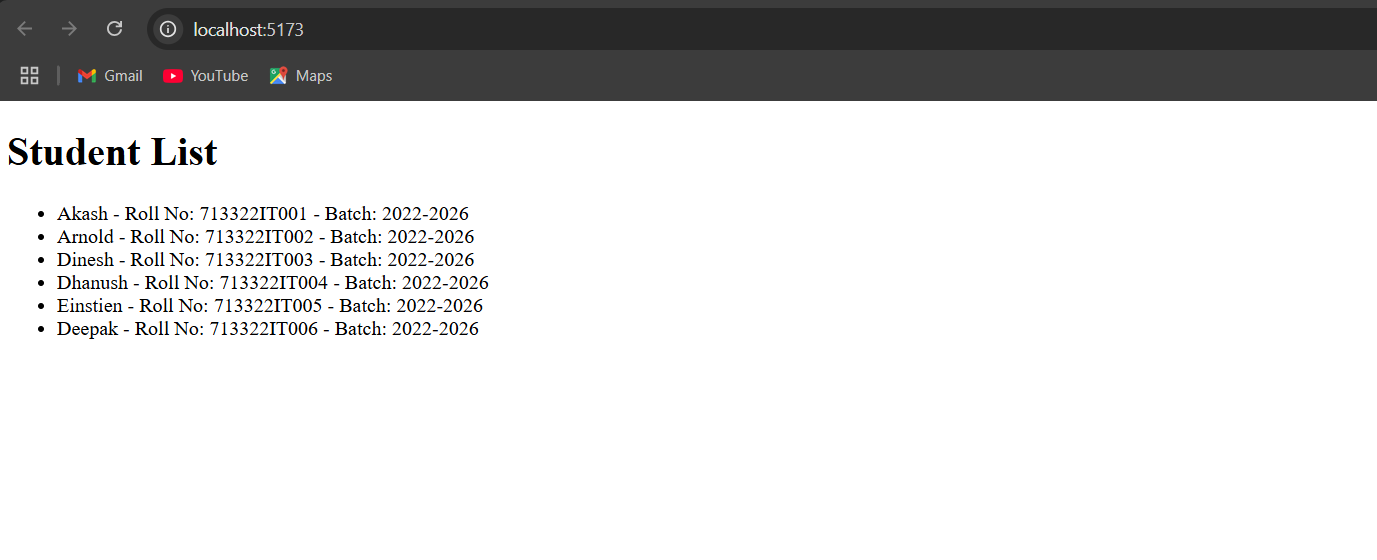 localhost:5173
Gmail YouTube Maps
Student List
Akash - Roll No: 713322IT001 - Batch: 2022-2026
Arnold - Roll No: 713322IT002 - Batch: 2022-2026
Dinesh - Roll No: 713322IT003 - Batch: 2022-2026
Dhanush - Roll No: 713322IT004 - Batch: 2022-2026
Einstien - Roll No: 713322IT005 - Batch: 2022-2026
Deepak - Roll No: 713322IT006 - Batch: 2022-2026